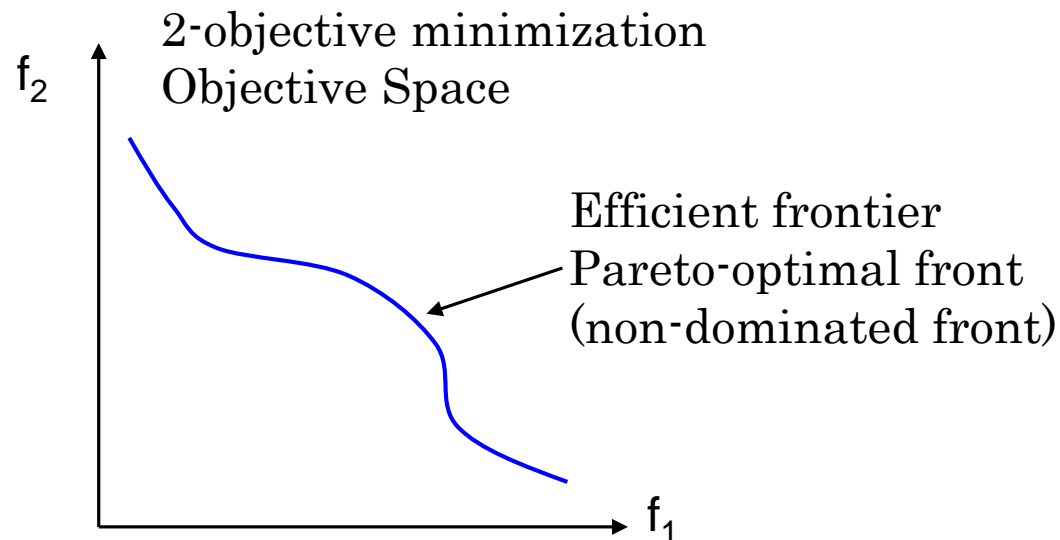 2-objective minimization
Objective Space
f₂
Efficient frontier
Pareto-optimal front
(non-dominated front)
f₁